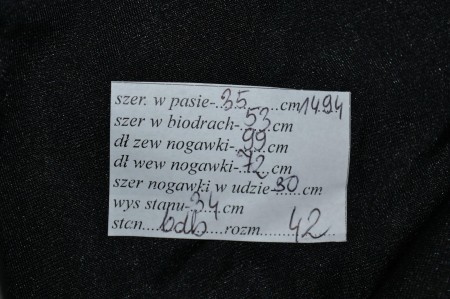 szer. w pasie-..35........cm 1494
szer w biodrach-.53.cm
dł zew nogawki-.99.cm
dł wew nogawki-.72.cm
szer nogawki w udzie-30..cm
wys stanu-.34.cm
stan....bdb.....rozm......42.......